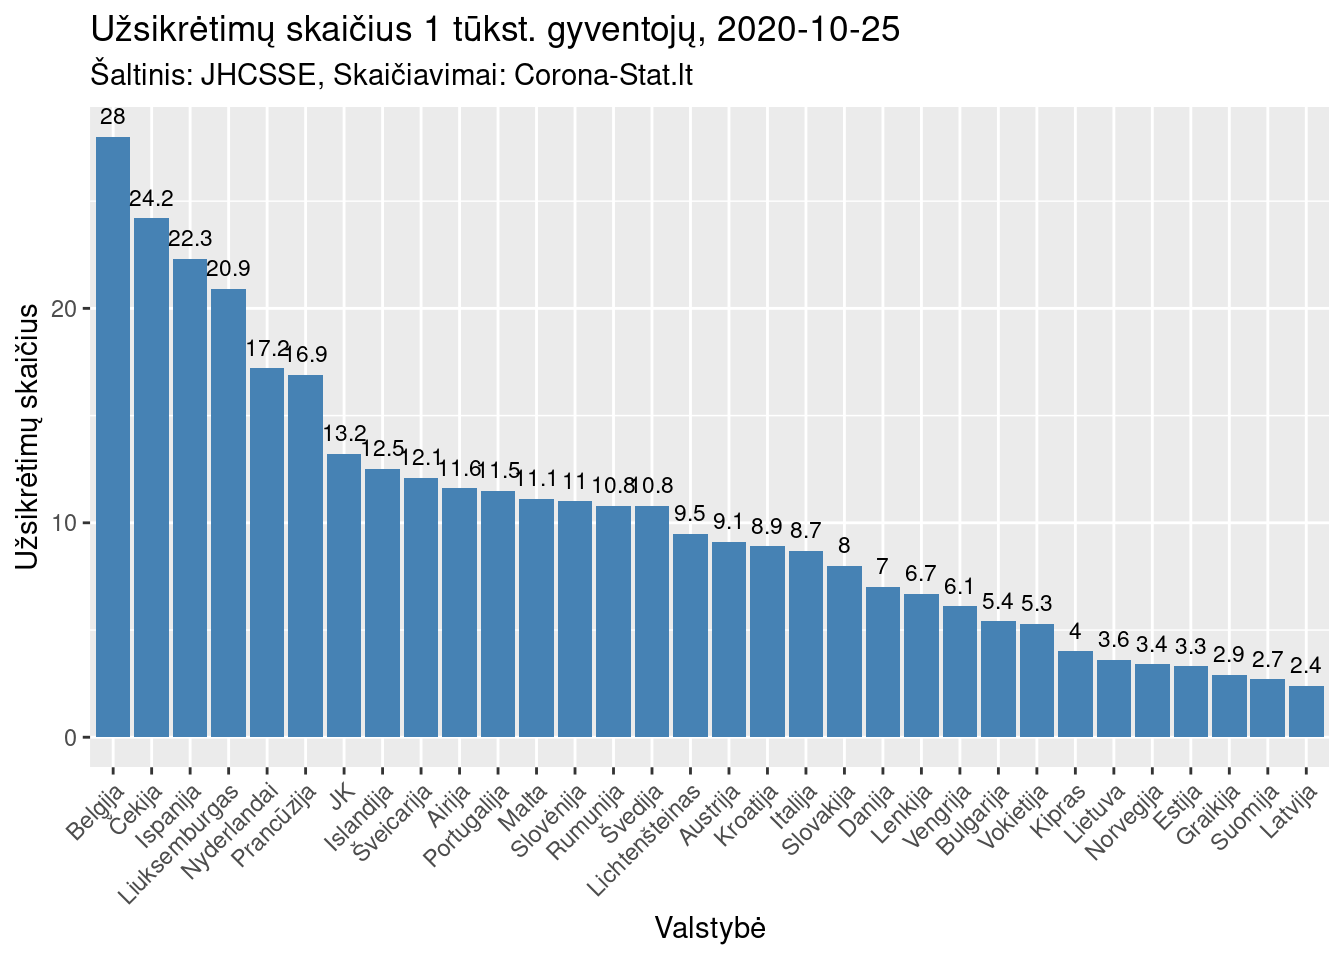 Užsikrėtimų skaičius 1 tūkst. gyventojų, 2020-10-25
Šaltinis: JHCSSE, Skaičiavimai: Corona-Stat.lt
Užsikrėtimų skaičius
20
10
0
28
24.2
22.3
20.9
17.2
16.9
13.2
12.5
12.1
11.6
11.5
11.1
11
10.8
10.8
9.5
9.1
8.9
8.7
8
7
6.7
6.1
5.4
5.3
4
3.6
3.4
3.3
2.9
2.7
2.4
Belgija
Čekija
Ispanija
Liuksemburgas
Nyderlandai
Prancūzija
JK
Islandija
Šveicarija
Airija
Portugalija
Malta
Slovėnija
Rumunija
Švedija
Lichtenšteinas
Austrija
Kroatija
Italija
Slovakija
Danija
Lenkija
Vengrija
Bulgarija
Vokietija
Kipras
Lietuva
Norvegija
Estija
Graikija
Suomija
Latvija
Valstybė